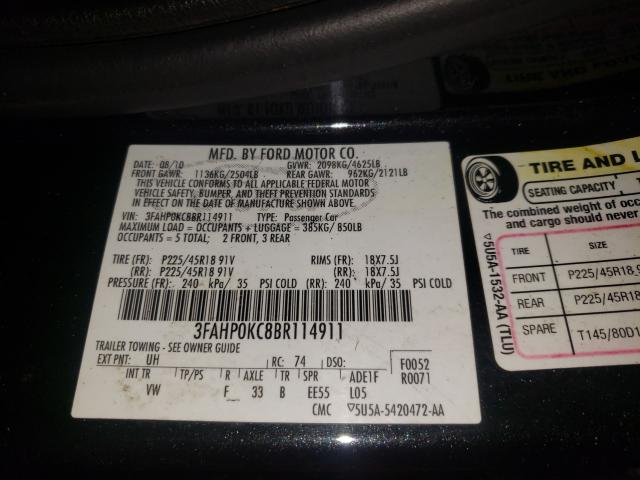 MFD. BY FORD MOTOR CO.
DATE: 08/10 GVWR: 2098KG/4625LB
FRONT GAWR: 1136KG/2504LB REAR GAWR: 962KG/2121LB
THIS VEHICLE CONFORMS TO ALL APPLICABLE FEDERAL MOTOR
VEHICLE SAFETY, BUMPER, AND THEFT PREVENTION STANDARDS
IN EFFECT ON THE DATE OF MANUFACTURE SHOWN ABOVE.
VIN: 3FAHP0KC8BR114911 TYPE: Passenger Car
MAXIMUM LOAD = OCCUPANTS + LUGGAGE = 385KG/ 850LB
OCCUPANTS = 5 TOTAL: 2 FRONT, 3 REAR
TIRE (FR): P225/45R18 91V RIMS (FR): 18X7.5J
(RR): P225/45R18 91V (RR): 18X7.5J
PRESSURE (FR): 240 kPa/ 35 PSI COLD (RR): 240 kPa/ 35 PSI COLD
3FAHP0KC8BR114911
TRAILER TOWING - SEE OWNER GUIDE
EXT PNT: UH RC: 74 DSO: F0052
INT TR TP/PS R AXLE TR SPR ADE1F R0071
VW F 33 B EE55 L05
CMC ▽5U5A-5420472-AA
TIRE AND L
SEATING CAPACITY,
The combined weight of occ
and cargo should never
▽5U5A-1532-AA (TLU)
TIRE SIZE
FRONT P225/45R18,9
REAR P225/45R18
SPARE T145/80D1